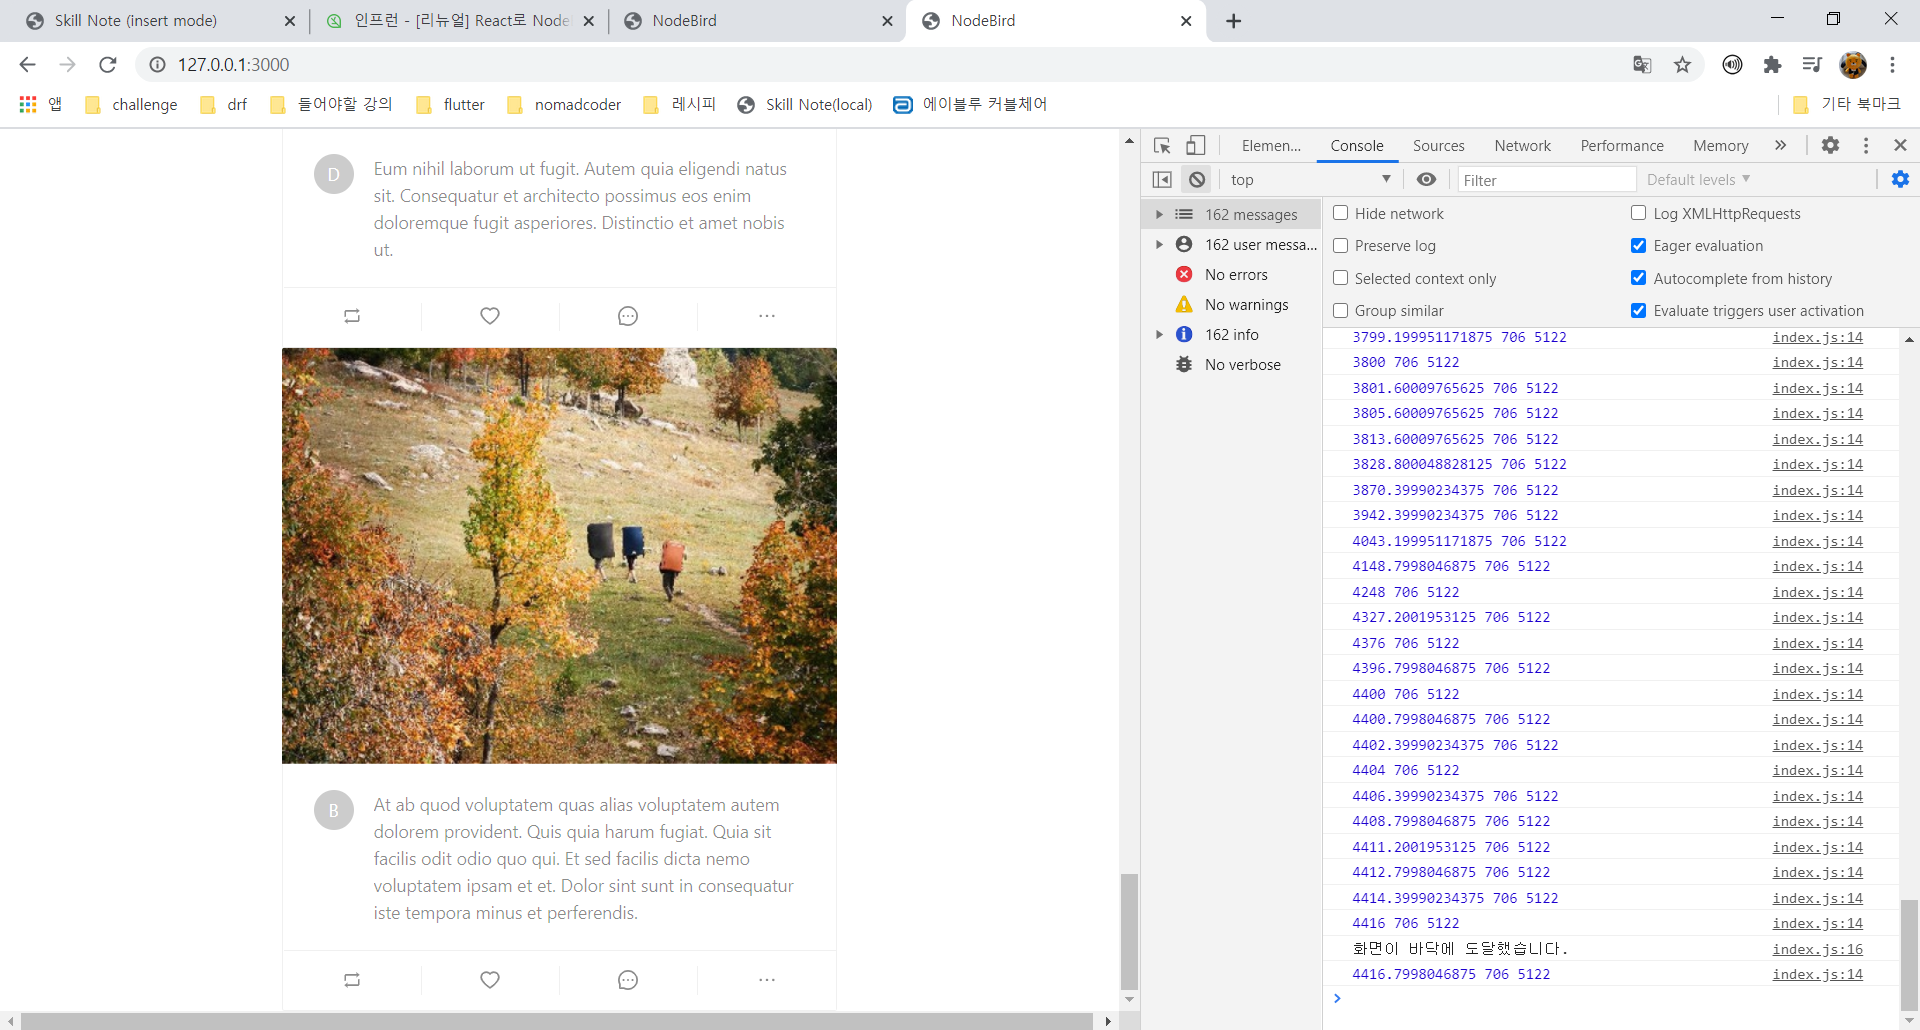 Skill Note (insert mode)
인프런 - [리뉴얼] React로 Node
NodeBird
NodeBird
127.0.0.1:3000
앱
challenge
drf
들어야할 강의
flutter
nomadcoder
레시피
Skill Note(local)
에이블루 커블체어
기타 북마크
D
Eum nihil laborum ut fugit. Autem quia eligendi natus
sit. Consequatur et architecto possimus eos enim
doloremque fugit asperiores. Distinctio et amet nobis
ut.
B
At ab quod voluptatem quas alias voluptatem autem
dolorem provident. Quis quia harum fugiat. Quia sit
facilis odit odio quo qui. Et sed facilis dicta nemo
voluptatem ipsam et et. Dolor sint sunt in consequatur
iste tempora minus et perferendis.
Elemen... Console Sources Network Performance Memory
top Filter Default levels
162 messages
162 user messa...
No errors
No warnings
162 info
No verbose
Hide network Log XMLHttpRequests
Preserve log Eager evaluation
Selected context only Autocomplete from history
Group similar Evaluate triggers user activation
3799.199951171875 706 5122 index.js:14
3800 706 5122 index.js:14
3801.60009765625 706 5122 index.js:14
3805.60009765625 706 5122 index.js:14
3813.60009765625 706 5122 index.js:14
3828.800048828125 706 5122 index.js:14
3870.39990234375 706 5122 index.js:14
3942.39990234375 706 5122 index.js:14
4043.199951171875 706 5122 index.js:14
4148.7998046875 706 5122 index.js:14
4248 706 5122 index.js:14
4327.2001953125 706 5122 index.js:14
4376 706 5122 index.js:14
4396.7998046875 706 5122 index.js:14
4400 706 5122 index.js:14
4400.7998046875 706 5122 index.js:14
4402.39990234375 706 5122 index.js:14
4404 706 5122 index.js:14
4406.39990234375 706 5122 index.js:14
4408.7998046875 706 5122 index.js:14
4411.2001953125 706 5122 index.js:14
4412.7998046875 706 5122 index.js:14
4414.39990234375 706 5122 index.js:14
4416 706 5122 index.js:14
화면이 바닥에 도달했습니다. index.js:16
4416.7998046875 706 5122 index.js:14